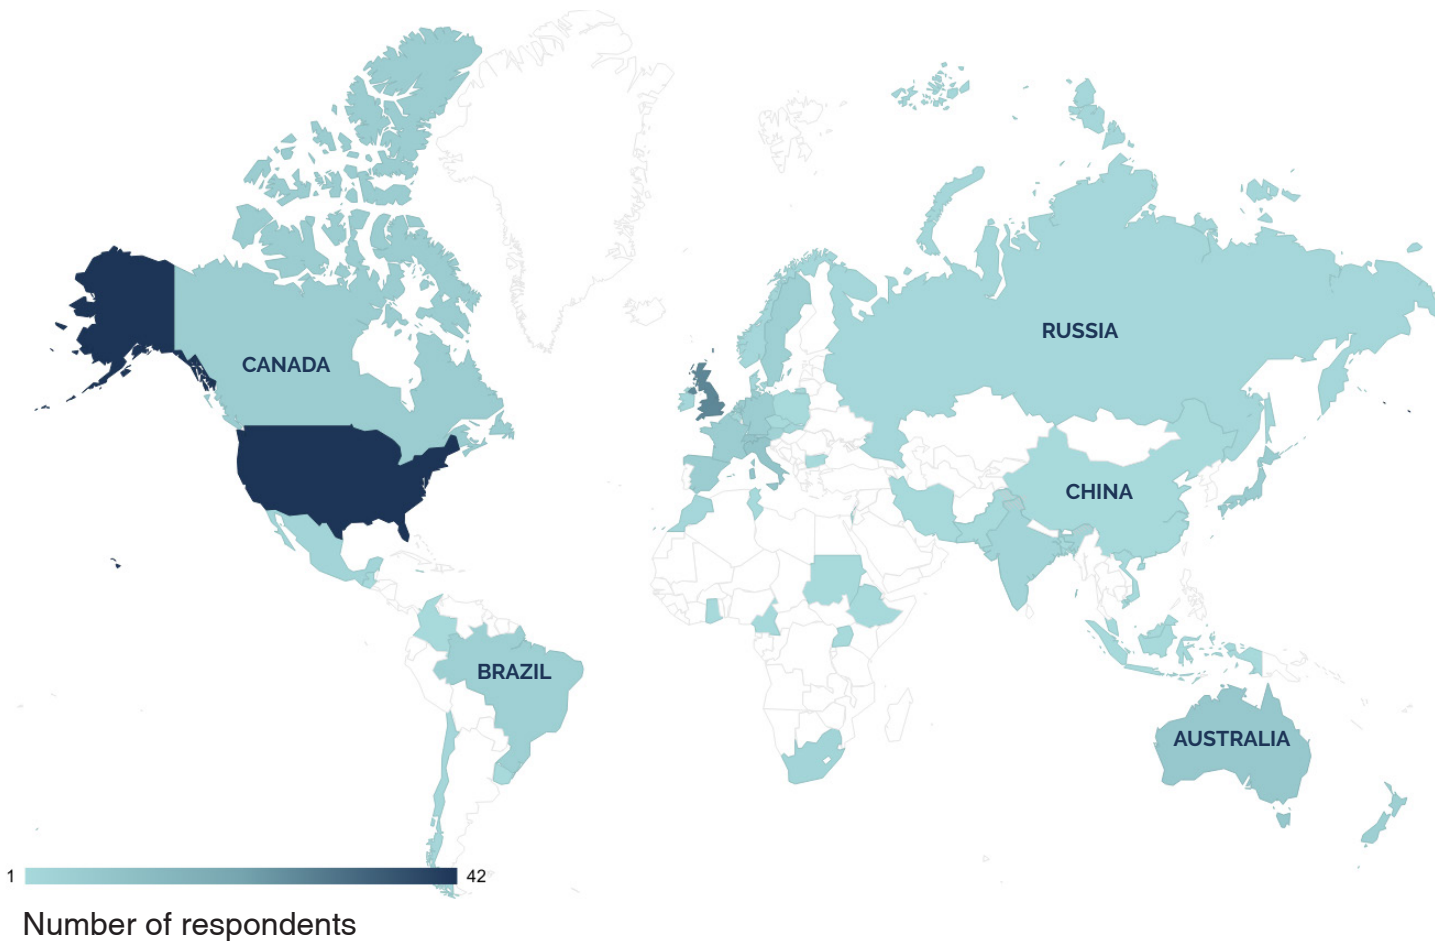 CANADA
RUSSIA
CHINA
BRAZIL
AUSTRALIA
1 42
Number of respondents